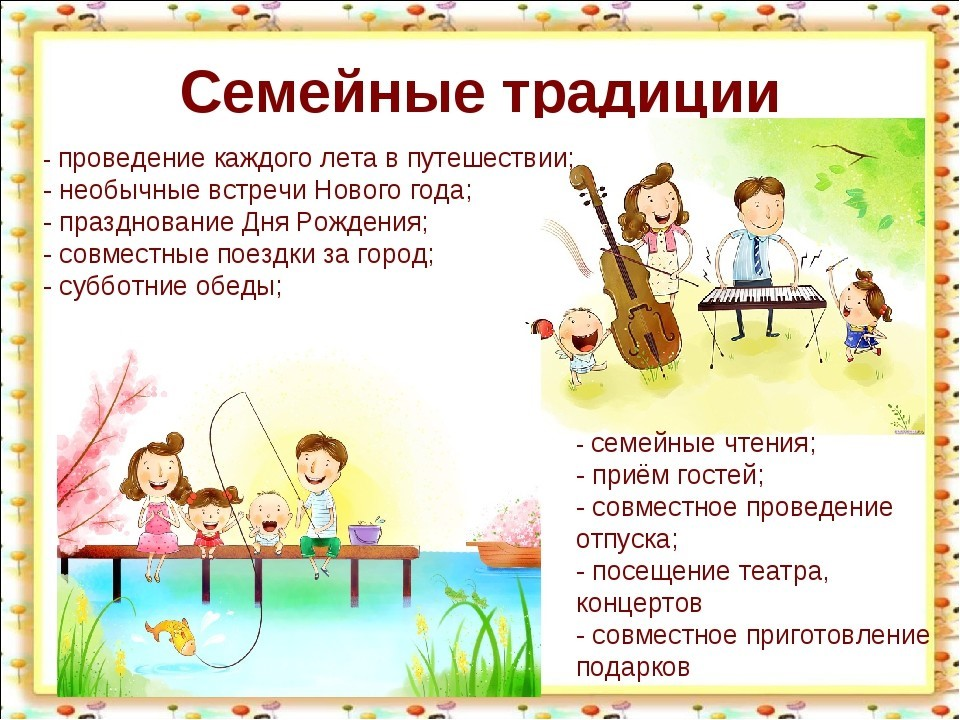 Семейные традиции
- проведение каждого лета в путешествии;
- необычные встречи Нового года;
- празднование Дня Рождения;
- совместные поездки за город;
- субботние обеды;
- семейные чтения;
- приём гостей;
- совместное проведение
отпуска;
- посещение театра,
концертов
- совместное приготовление
подарков